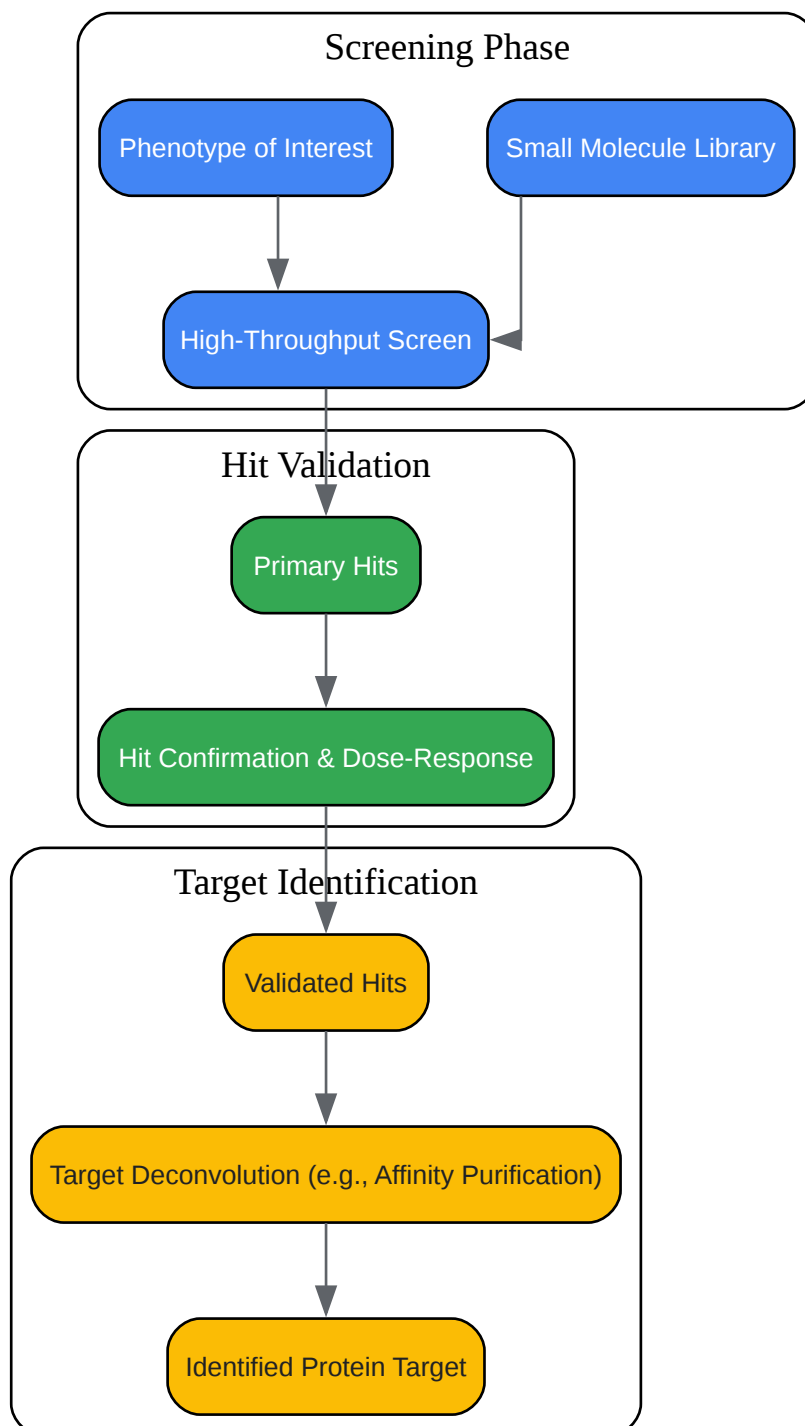 Screening Phase
Phenotype of Interest
Small Molecule Library
High-Throughput Screen
Hit Validation
Primary Hits
Hit Confirmation & Dose-Response
Target Identification
Validated Hits
Target Deconvolution (e.g., Affinity Purification)
Identified Protein Target